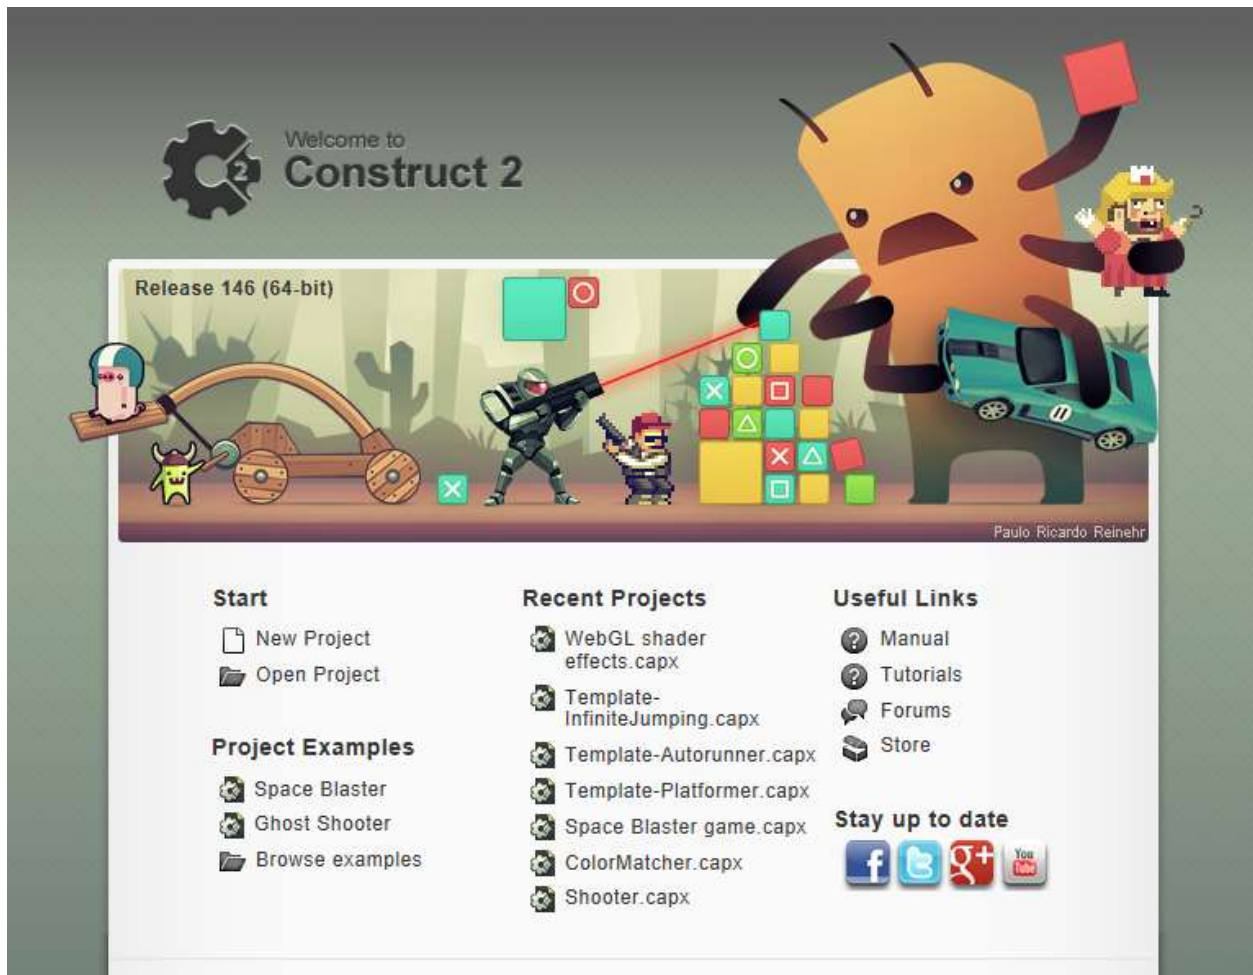 Welcome to
Construct 2
2
Release 146 (64-bit)
11
Paulo Ricardo Reinehr
Start
New Project
Open Project
Project Examples
Space Blaster
Ghost Shooter
Browse examples
Recent Projects
WebGL shader
effects.capx
Template-
InfiniteJumping.capx
Template-Autorunner.capx
Template-Platformer.capx
Space Blaster game.capx
ColorMatcher.capx
Shooter.capx
Useful Links
? Manual
? Tutorials
Forums
Store
Stay up to date
f
g+
You
Tube